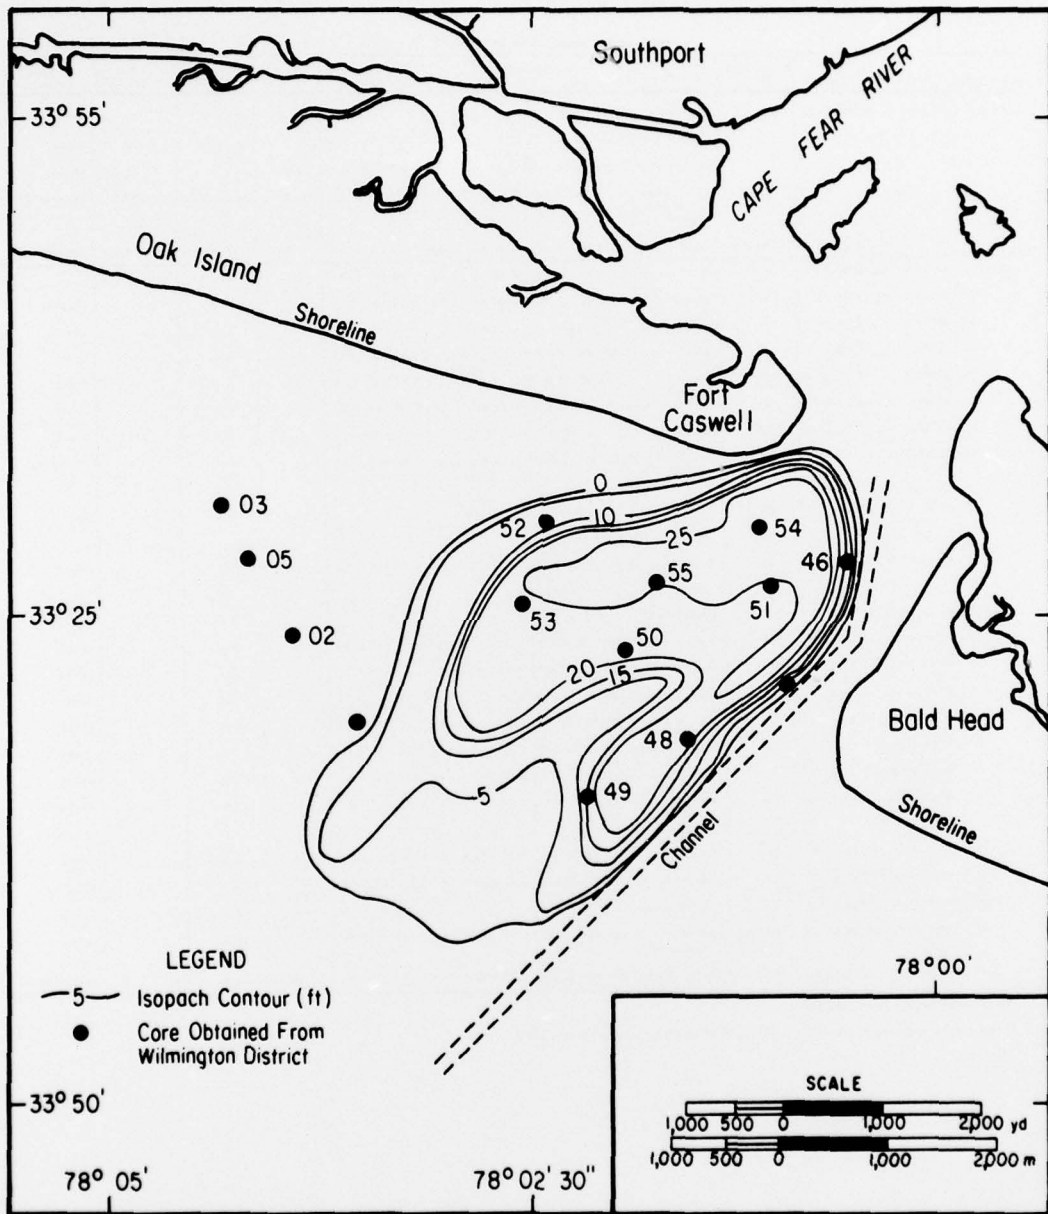 Southport
33° 55'
CAPE FEAR RIVER
Oak Island
Shoreline
Fort
Caswell
0
03
52
10
25
54
05
46
55
51
33° 25'
53
02
50
20
15
Bald Head
48
5
49
Channel
Shoreline
LEGEND
5 Isopach Contour (ft)
Core Obtained From
Wilmington District
78° 00'
SCALE
1,000 500 0 1,000 2,000 yd
1,000 500 0 1,000 2,000 m
33° 50'
78° 05'
78° 02' 30"